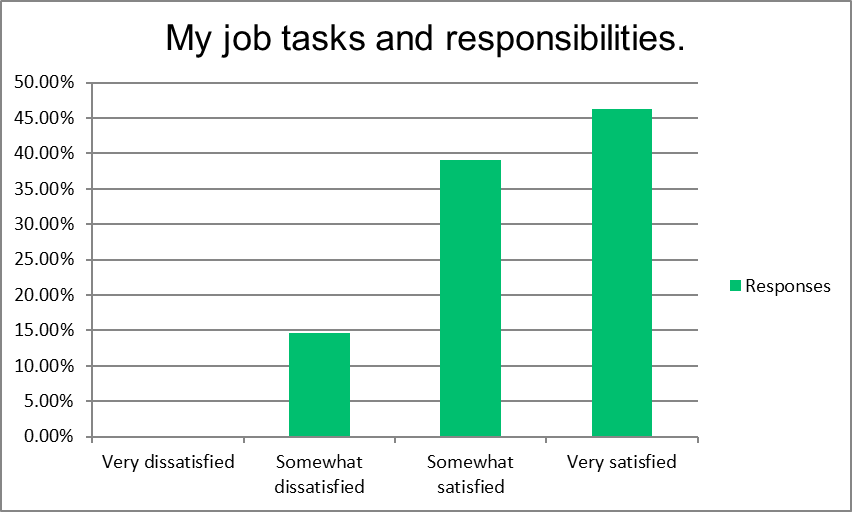 My job tasks and responsibilities.
50.00%
45.00%
40.00%
35.00%
30.00%
25.00%
20.00%
15.00%
10.00%
5.00%
0.00%
Very dissatisfied
Somewhat
dissatisfied
Somewhat
satisfied
Very satisfied
Responses